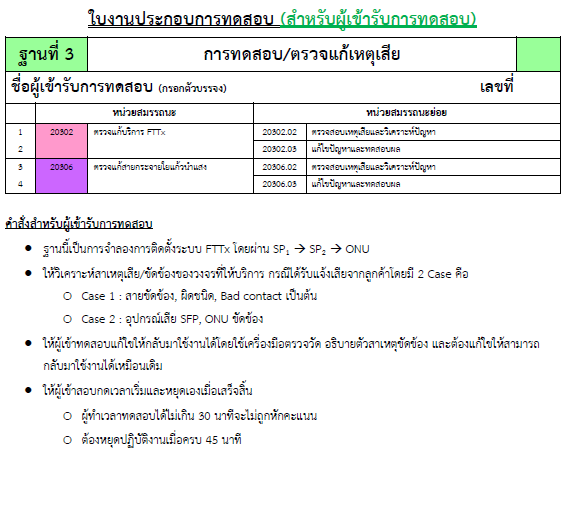 ใบงานประกอบการทดสอบ (สำหรับผู้เข้ารับการทดสอบ)
ฐานที่ 3 การทดสอบ/ตรวจแก้เหตุเสีย
ชื่อผู้เข้ารับการทดสอบ (กรอกตัวบรรจง) เลขที่
หน่วยสมรรถนะ หน่วยสมรรถนะย่อย
1 20302 ตรวจแก้บริการ FTTx 20302.02 ตรวจสอบเหตุเสียและวิเคราะห์ปัญหา
2 20302.03 แก้ไขปัญหาและทดสอบผล
3 20306 ตรวจแก้สายกระจายใยแก้วนำแสง 20306.02 ตรวจสอบเหตุเสียและวิเคราะห์ปัญหา
4 20306.03 แก้ไขปัญหาและทดสอบผล
คำสั่งสำหรับผู้เข้ารับการทดสอบ
● ฐานนี้เป็นการจำลองการติดตั้งระบบ FTTx โดยผ่าน SP₁ → SP₂ → ONU
● ให้วิเคราะห์สาเหตุเสีย/ขัดข้องของวงจรที่ให้บริการ กรณีได้รับแจ้งเสียจากลูกค้าโดยมี 2 Case คือ
○ Case 1 : สายขัดข้อง, ผิดชนิด, Bad contact เป็นต้น
○ Case 2 : อุปกรณ์เสีย SFP, ONU ขัดข้อง
● ให้ผู้เข้าทดสอบแก้ไขให้กลับมาใช้งานได้โดยใช้เครื่องมือตรวจวัด อธิบายตัวสาเหตุขัดข้อง และต้องแก้ไขให้สามารถ
กลับมาใช้งานได้เหมือนเดิม
● ให้ผู้เข้าสอบกดเวลาเริ่มและหยุดเองเมื่อเสร็จสิ้น
○ ผู้ทำเวลาทดสอบได้ไม่เกิน 30 นาทีจะไม่ถูกหักคะแนน
○ ต้องหยุดปฏิบัติงานเมื่อครบ 45 นาที